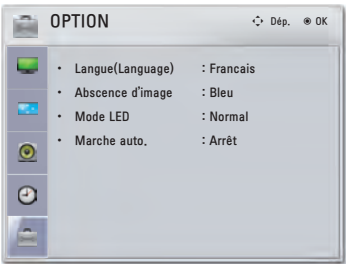 OPTION
Dép. OK
• Langue(Language) : Francais
• Abscence d'image : Bleu
• Mode LED : Normal
• Marche auto. : Arrêt